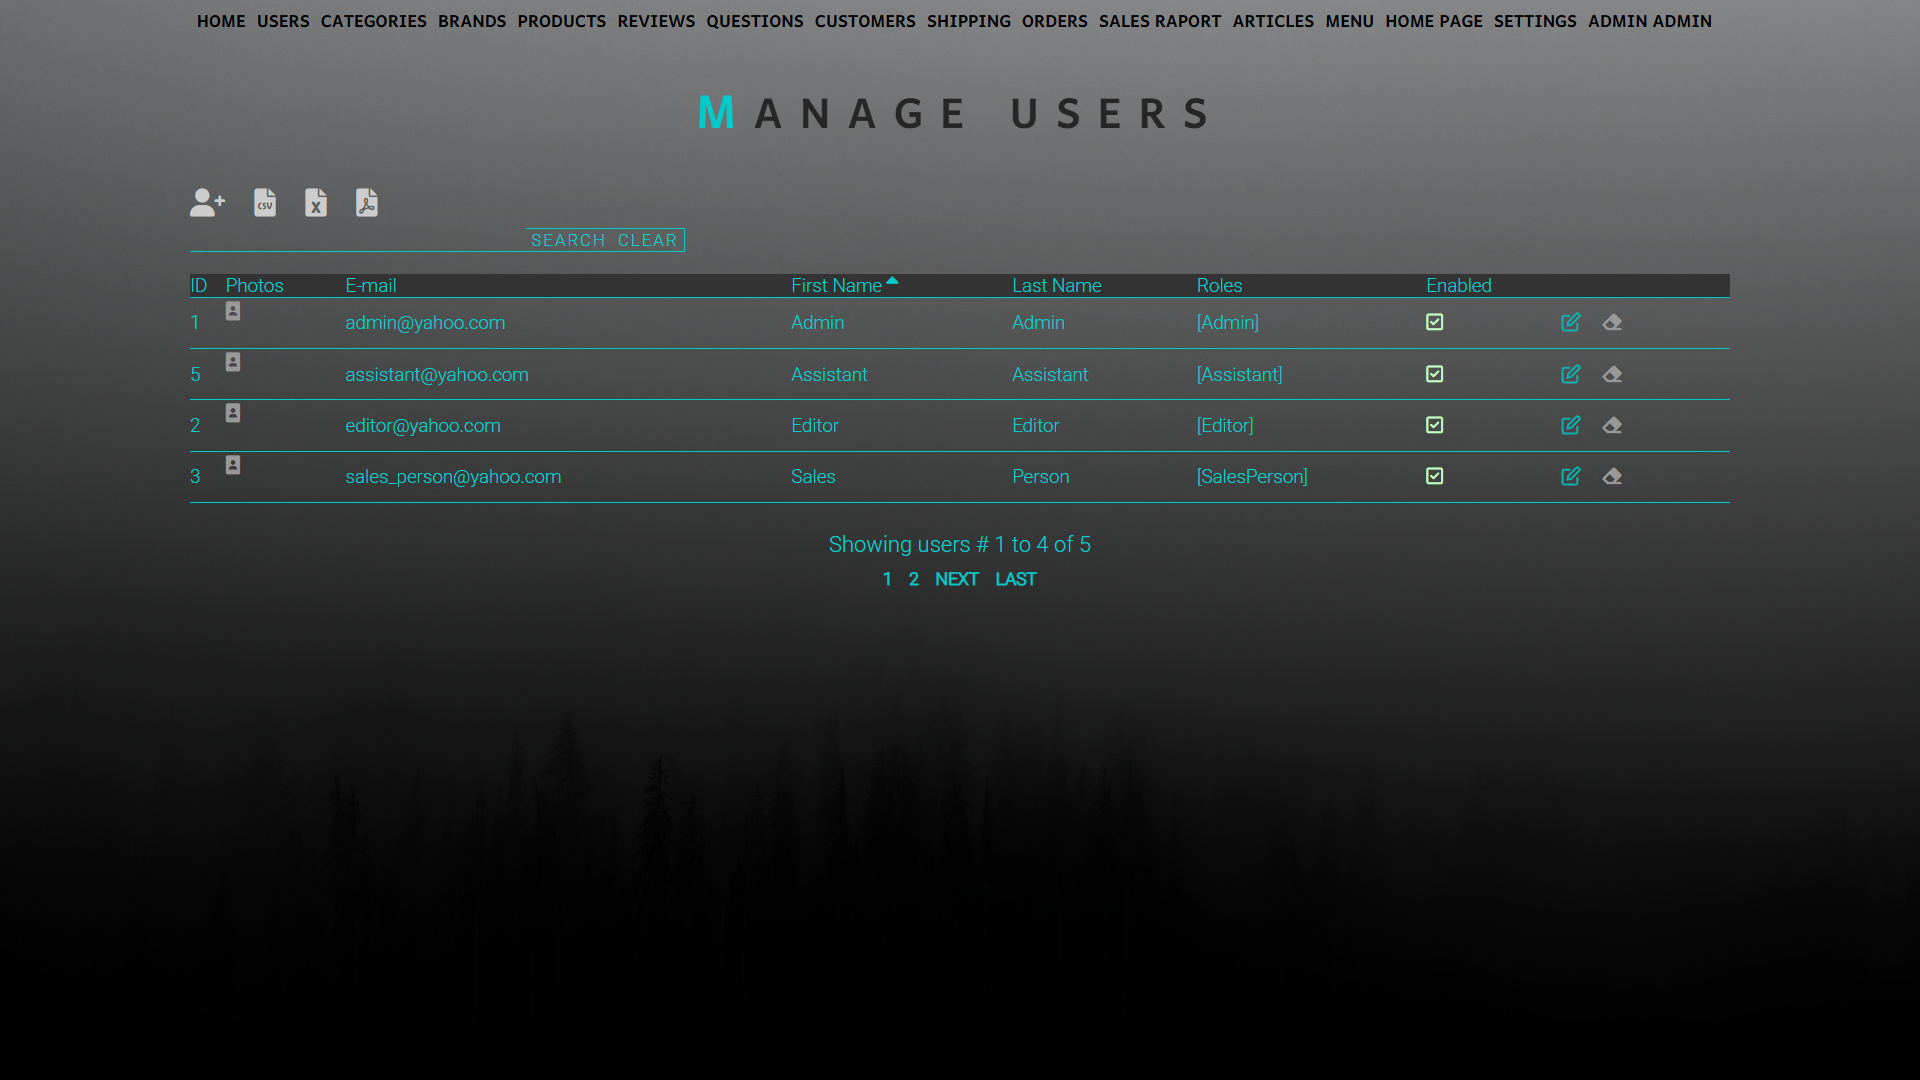 HOME USERS CATEGORIES BRANDS PRODUCTS REVIEWS QUESTIONS CUSTOMERS SHIPPING ORDERS SALES RAPORT ARTICLES MENU HOME PAGE SETTINGS ADMIN ADMIN
MANAGE USERS
CSV X
SEARCH CLEAR
ID Photos E-mail First Name Last Name Roles Enabled
1 admin@yahoo.com Admin Admin [Admin]
5 assistant@yahoo.com Assistant Assistant [Assistant]
2 editor@yahoo.com Editor Editor [Editor]
3 sales_person@yahoo.com Sales Person [SalesPerson]
Showing users # 1 to 4 of 5
1 2 NEXT LAST